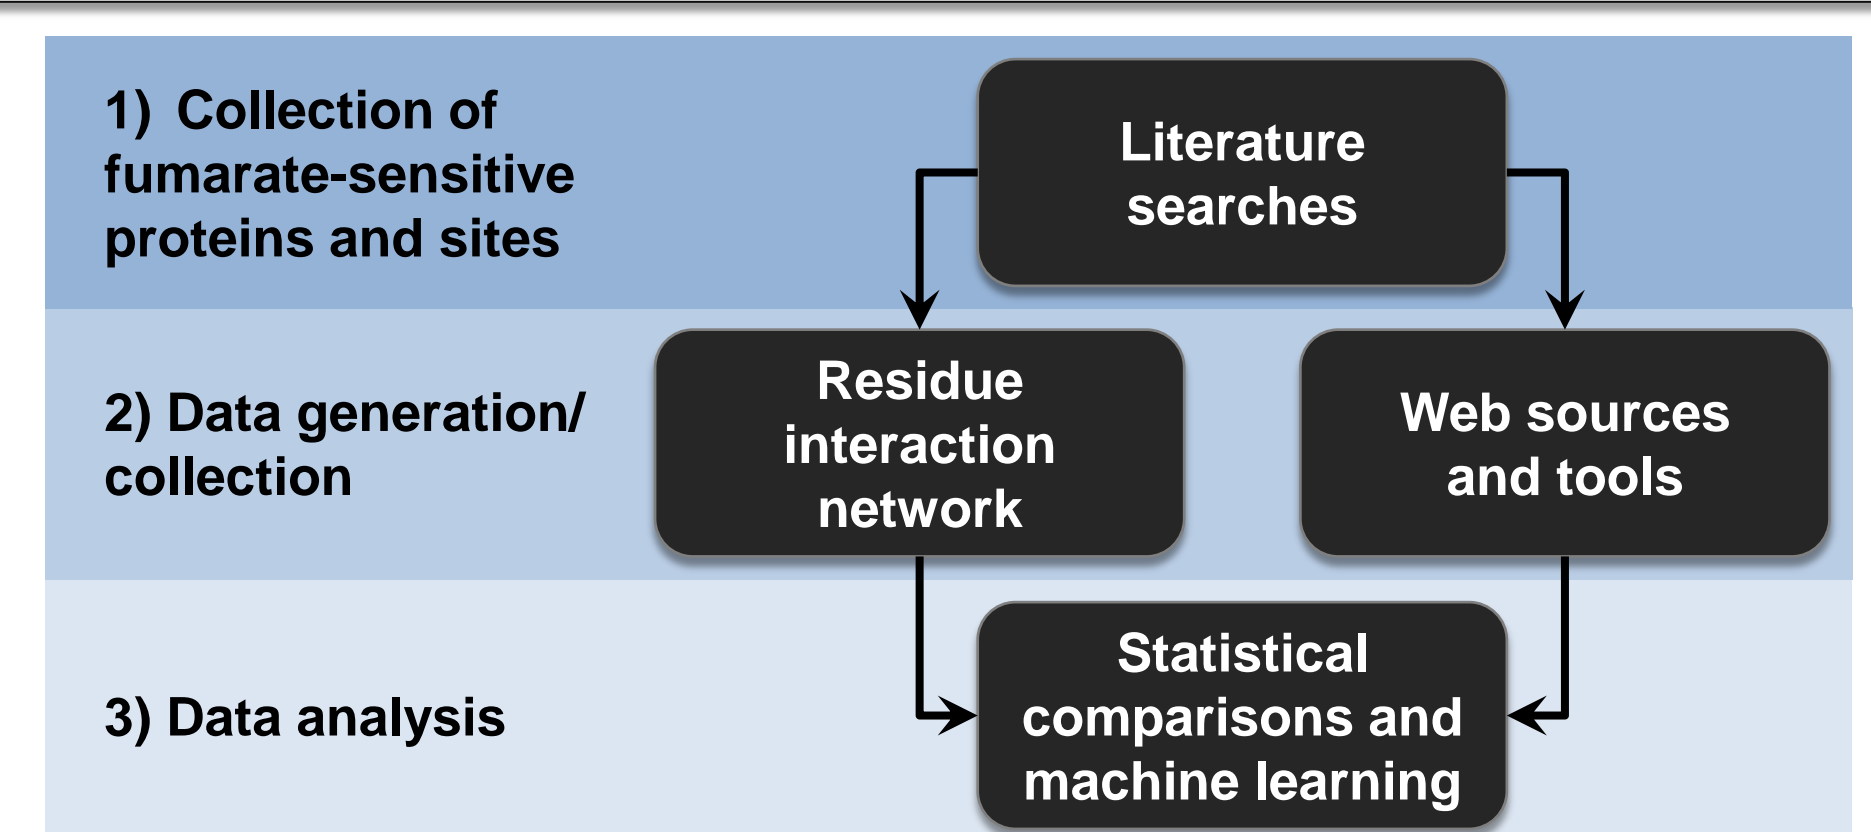 1) Collection of
fumarate-sensitive
proteins and sites
Literature
searches
2) Data generation/
collection
Residue
interaction
network
Web sources
and tools
3) Data analysis
Statistical
comparisons and
machine learning